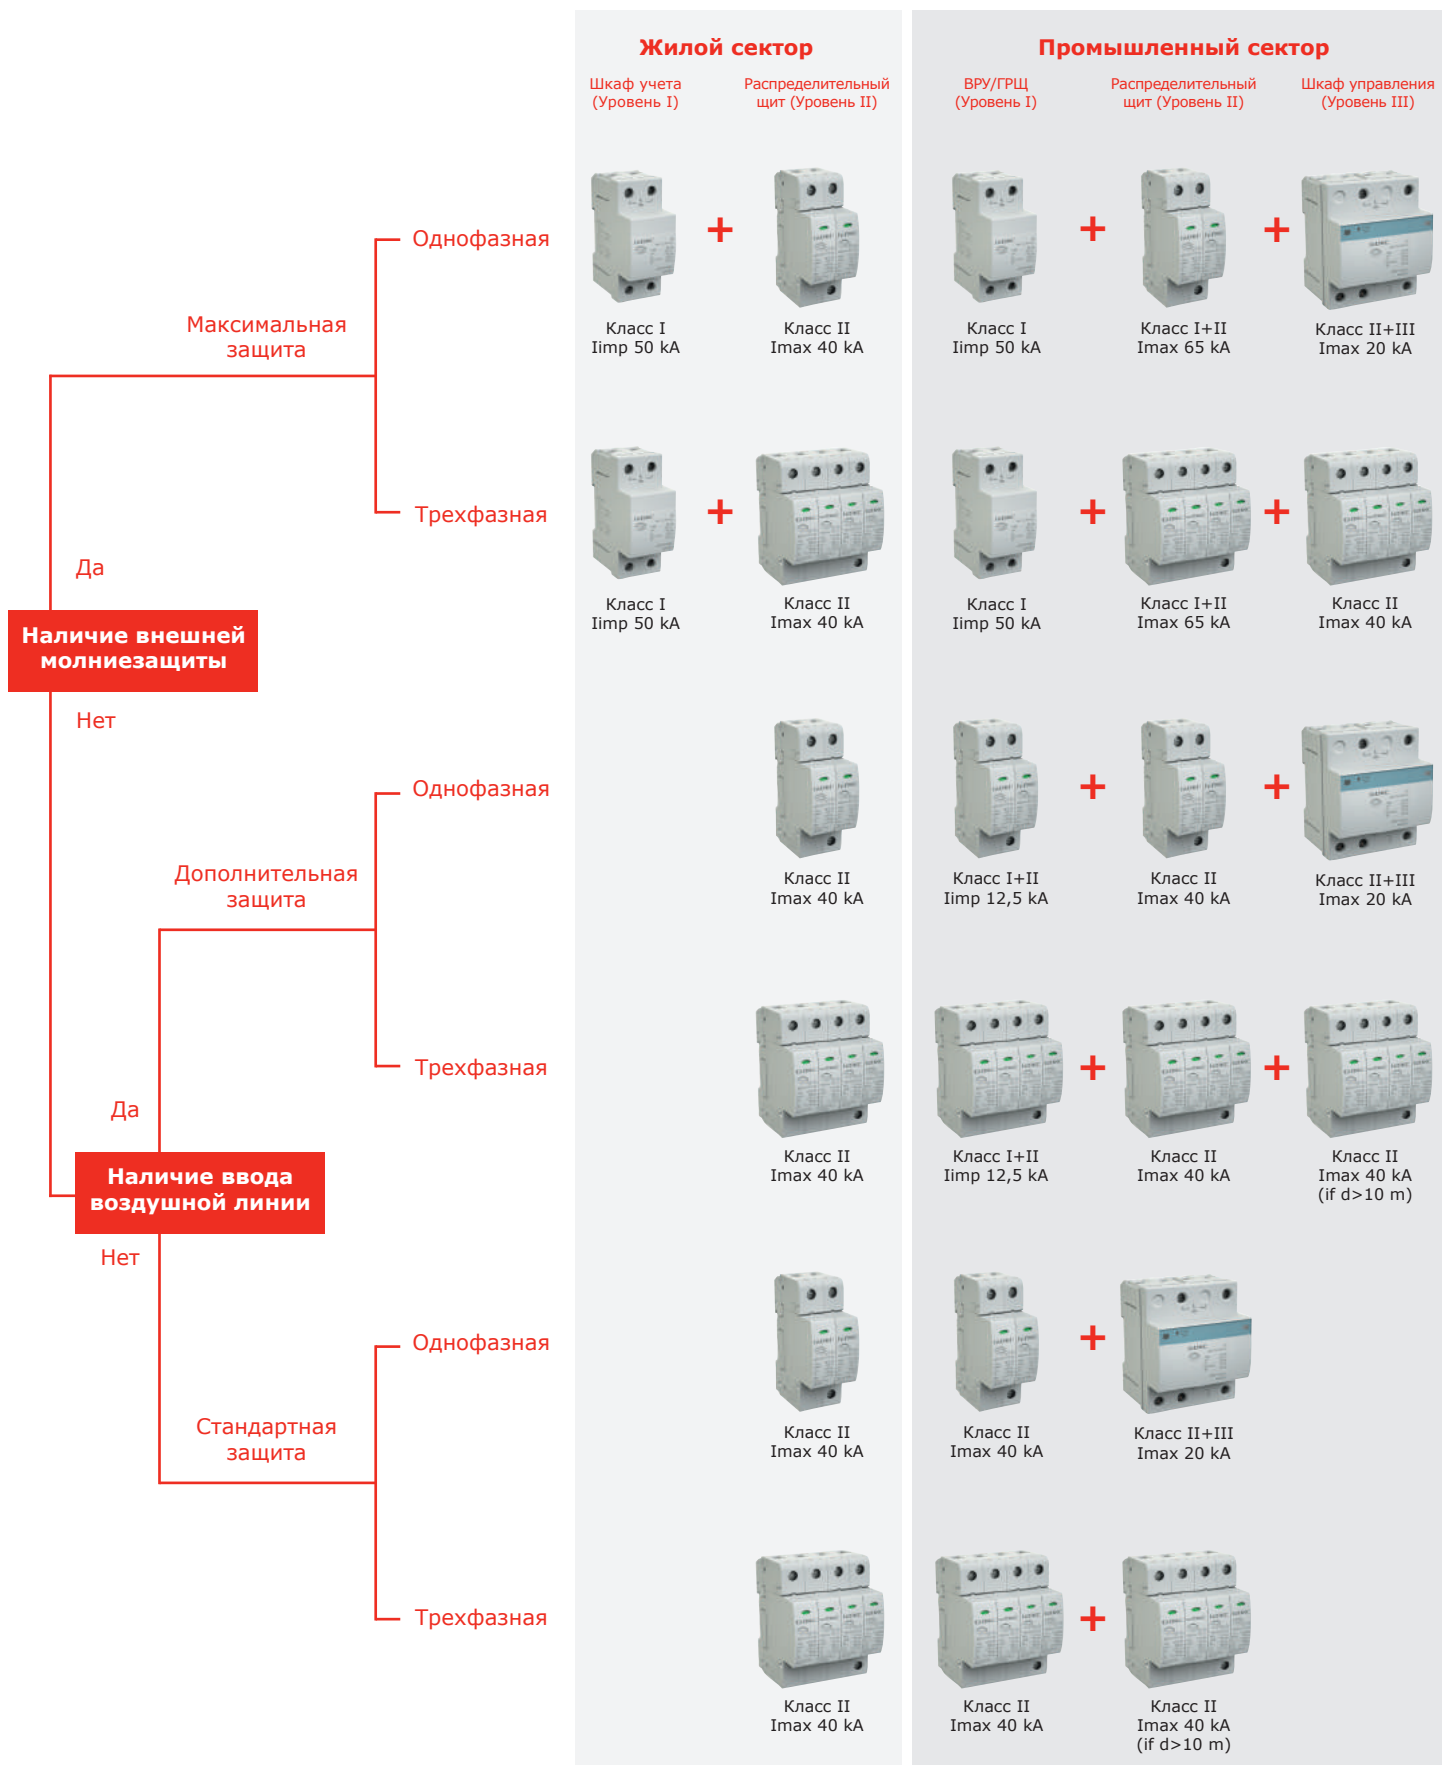 Жилой сектор
Промышленный сектор
Шкаф учета
(Уровень I)
Распределительный
щит (Уровень II)
ВРУ/ГРЩ
(Уровень I)
Распределительный
щит (Уровень II)
Шкаф управления
(Уровень III)
Наличие внешней
молниезащиты
Да
Максимальная
защита
Однофазная
+
+
+
Класс I
Iimp 50 kA
Класс II
Imax 40 kA
Класс I
Iimp 50 kA
Класс I+II
Imax 65 kA
Класс II+III
Imax 20 kA
Трехфазная
+
+
+
Класс I
Iimp 50 kA
Класс II
Imax 40 kA
Класс I
Iimp 50 kA
Класс I+II
Imax 65 kA
Класс II
Imax 40 kA
Нет
Наличие ввода
воздушной линии
Да
Дополнительная
защита
Однофазная
+
+
Класс II
Imax 40 kA
Класс I+II
Iimp 12,5 kA
Класс II
Imax 40 kA
Класс II+III
Imax 20 kA
Трехфазная
+
+
Класс II
Imax 40 kA
Класс I+II
Iimp 12,5 kA
Класс II
Imax 40 kA
Класс II
Imax 40 kA
(if d>10 m)
Нет
Стандартная
защита
Однофазная
+
Класс II
Imax 40 kA
Класс II
Imax 40 kA
Класс II+III
Imax 20 kA
Трехфазная
+
Класс II
Imax 40 kA
Класс II
Imax 40 kA
Класс II
Imax 40 kA
(if d>10 m)